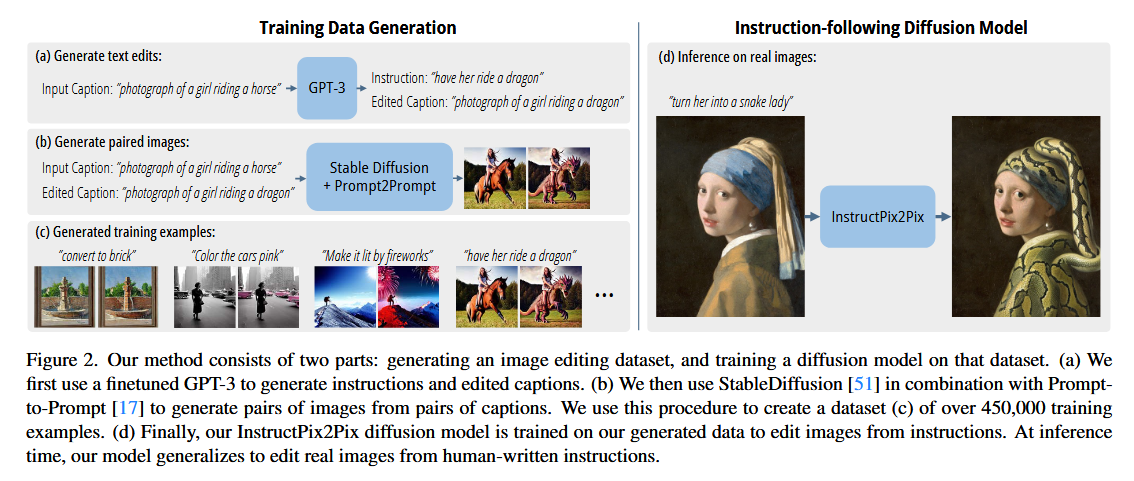 Training Data Generation
(a) Generate text edits:
Input Caption: “photograph of a girl riding a horse”
GPT-3
Instruction: “have her ride a dragon”
Edited Caption: “photograph of a girl riding a dragon”
(b) Generate paired images:
Input Caption: “photograph of a girl riding a horse”
Edited Caption: “photograph of a girl riding a dragon”
Stable Diffusion
+ Prompt2Prompt
(c) Generated training examples:
“convert to brick”
“Color the cars pink”
“Make it lit by fireworks”
“have her ride a dragon”
...
Instruction-following Diffusion Model
(d) Inference on real images:
“turn her into a snake lady”
InstructPix2Pix
Figure 2. Our method consists of two parts: generating an image editing dataset, and training a diffusion model on that dataset. (a) We
first use a finetuned GPT-3 to generate instructions and edited captions. (b) We then use StableDiffusion [51] in combination with Prompt-
to-Prompt [17] to generate pairs of images from pairs of captions. We use this procedure to create a dataset (c) of over 450,000 training
examples. (d) Finally, our InstructPix2Pix diffusion model is trained on our generated data to edit images from instructions. At inference
time, our model generalizes to edit real images from human-written instructions.